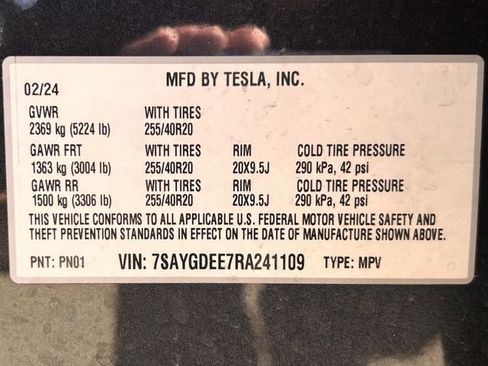 MFD BY TESLA, INC.
02/24
GVWR WITH TIRES
2369 kg (5224 lb) 255/40R20
GAWR FRT WITH TIRES RIM COLD TIRE PRESSURE
1363 kg (3004 lb) 255/40R20 20X9.5J 290 kPa, 42 psi
GAWR RR WITH TIRES RIM COLD TIRE PRESSURE
1500 kg (3306 lb) 255/40R20 20X9.5J 290 kPa, 42 psi
THIS VEHICLE CONFORMS TO ALL APPLICABLE U.S. FEDERAL MOTOR VEHICLE SAFETY AND
THEFT PREVENTION STANDARDS IN EFFECT ON THE DATE OF MANUFACTURE SHOWN ABOVE.
PNT: PN01 VIN: 7SAYGDEE7RA241109 TYPE: MPV